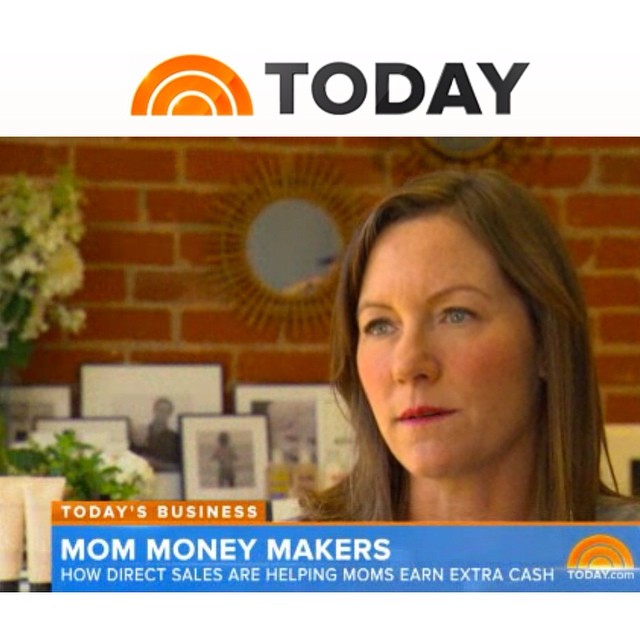 TODAY
TODAY'S BUSINESS
MOM MONEY MAKERS
HOW DIRECT SALES ARE HELPING MOMS EARN EXTRA CASH
TODAY.com